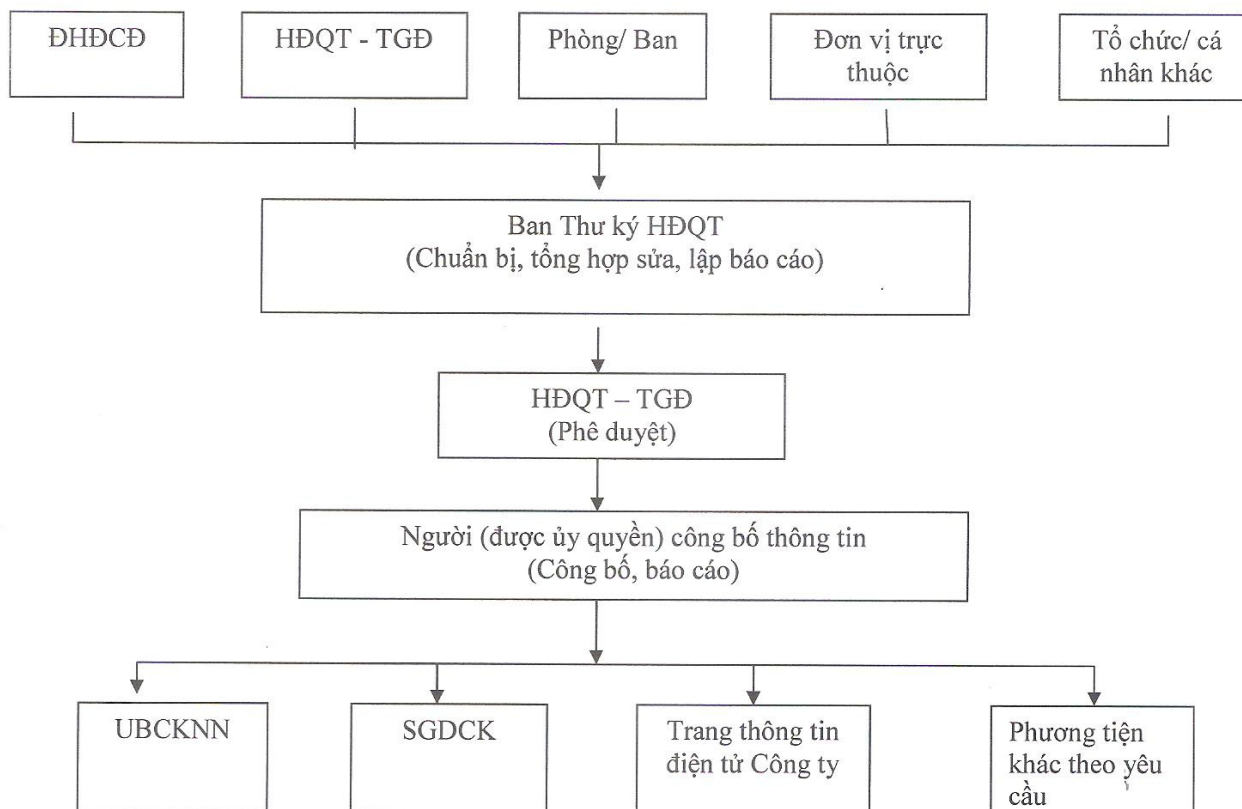 ĐHĐCĐ
HĐQT - TGĐ
Phòng/ Ban
Đơn vị trực
thuộc
Tổ chức/ cá
nhân khác
Ban Thư ký HĐQT
(Chuẩn bị, tổng hợp sửa, lập báo cáo)
HĐQT – TGĐ
(Phê duyệt)
Người (được ủy quyền) công bố thông tin
(Công bố, báo cáo)
UBCKNN
SGDCK
Trang thông tin
điện tử Công ty
Phương tiện
khác theo yêu
cầu